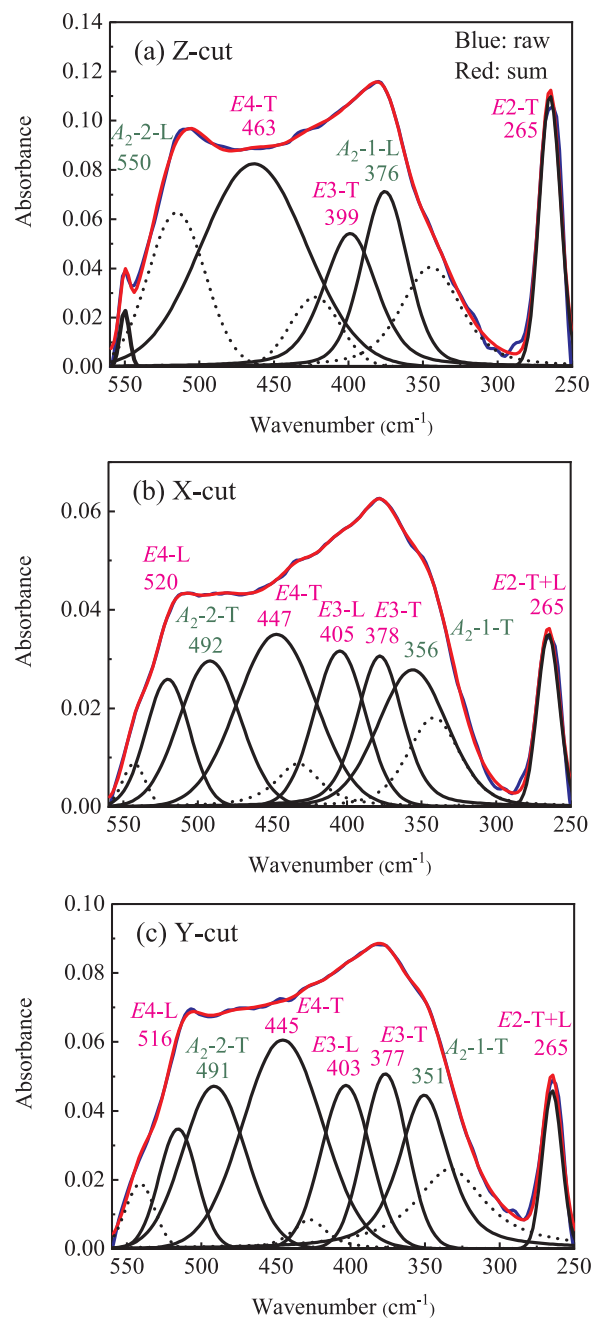 (a) Z-cut
Blue: raw
Red: sum
0.14
0.12
0.10
0.08
0.06
0.04
0.02
0.00
Absorbance
A₂-2-L
550
E4-T
463
E3-T
399
A₂-1-L
376
E2-T
265
550 500 450 400 350 300 250
Wavenumber (cm⁻¹)
(b) X-cut
0.06
0.04
0.02
0.00
Absorbance
E4-L
520
A₂-2-T
492
E4-T
447
E3-L
405
E3-T
378
A₂-1-T
356
E2-T+L
265
550 500 450 400 350 300 250
Wavenumber (cm⁻¹)
(c) Y-cut
0.10
0.08
0.06
0.04
0.02
0.00
Absorbance
E4-L
516
A₂-2-T
491
E4-T
445
E3-L
403
E3-T
377
A₂-1-T
351
E2-T+L
265
550 500 450 400 350 300 250
Wavenumber (cm⁻¹)